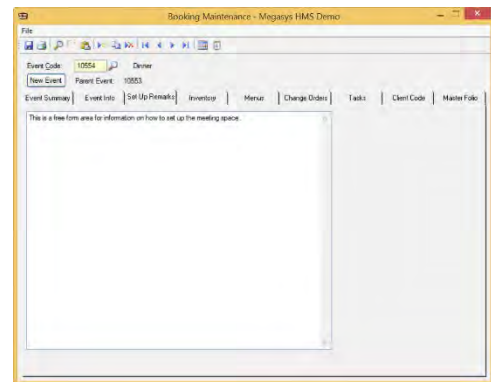 Booking Maintenance - Megasys HMS Demo
File
Event Code: 10554 Dinner
New Event Parent Event: 10553
Event Summary Event Info Set Up Remarks Inventory Menus Change Orders Tasks Client Code Master Folio
This is a free form area for information on how to set up the meeting space.